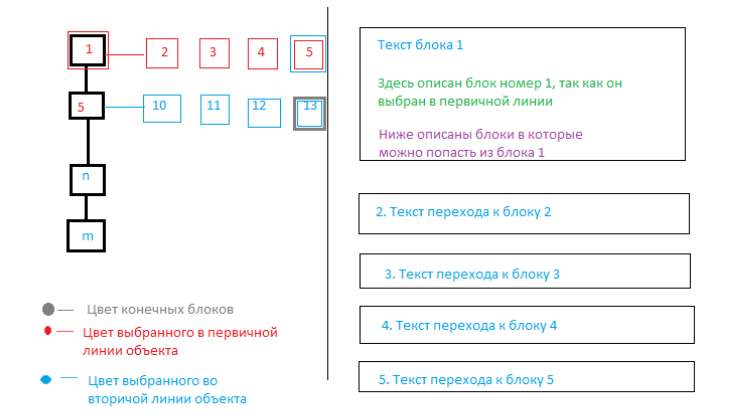 1
2
3
4
5
5
10
11
12
13
n
m
Цвет конечных блоков
Цвет выбранного в первичной
линии объекта
Цвет выбранного во
вторичой линии объекта
Текст блока 1
Здесь описан блок номер 1, так как он
выбран в первичной линии
Ниже описаны блоки в которые
можно попасть из блока 1
2. Текст перехода к блоку 2
3. Текст перехода к блоку 3
4. Текст перехода к блоку 4
5. Текст перехода к блоку 5